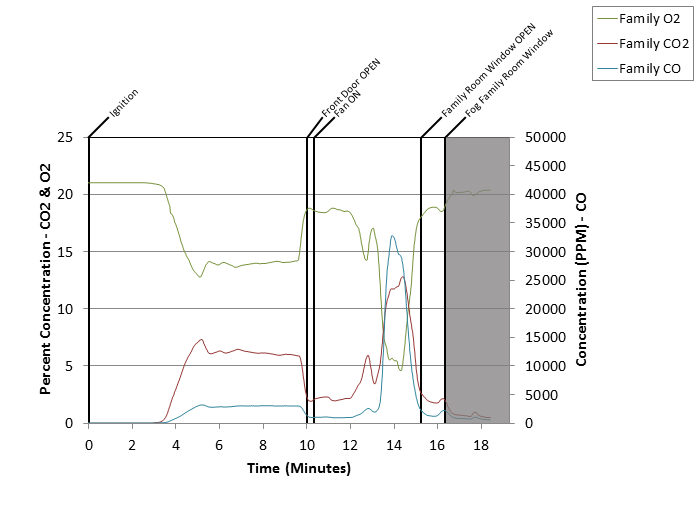 Family O2
Family CO2
Family CO
Ignition
Front Door OPEN
Fan ON
Family Room Window OPEN
Fog Family Room Window
25
20
15
10
5
0
50000
45000
40000
35000
30000
25000
20000
15000
10000
5000
0
Percent Concentration - CO2 & O2
Concentration (PPM) - CO
0 2 4 6 8 10 12 14 16 18
Time (Minutes)